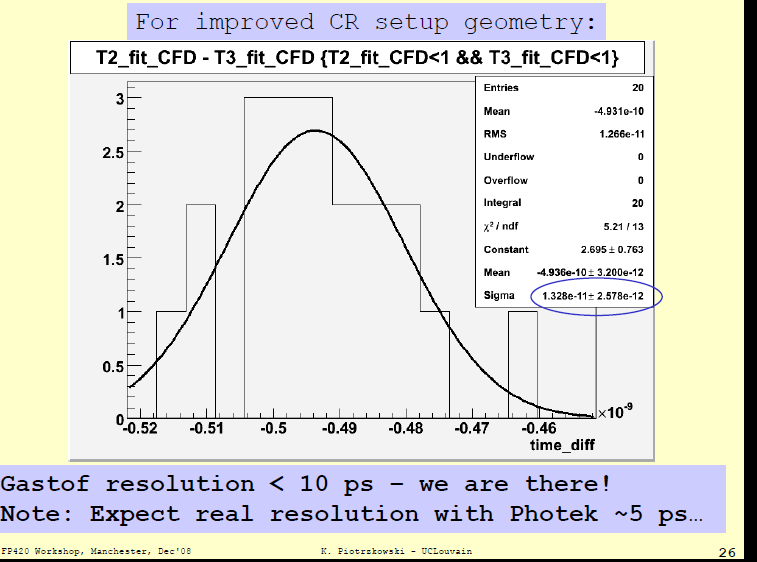 For improved CR setup geometry:
T2_fit_CFD - T3_fit_CFD {T2_fit_CFD<1 && T3_fit_CFD<1}
Entries 20
Mean -4.931e-10
RMS 1.266e-11
Underflow 0
Overflow 0
Integral 20
χ² / ndf 5.21 / 13
Constant 2.695 ± 0.763
Mean -4.936e-10 ± 3.200e-12
Sigma 1.328e-11 ± 2.578e-12
3
2.5
2
1.5
1
0.5
0
-0.52 -0.51 -0.5 -0.49 -0.48 -0.47 -0.46
×10⁻⁹
time_diff
Gastof resolution < 10 ps – we are there!
Note: Expect real resolution with Photek ~5 ps…
FP420 Workshop, Manchester, Dec'08 K. Piotrzkowski - UCLouvain 26